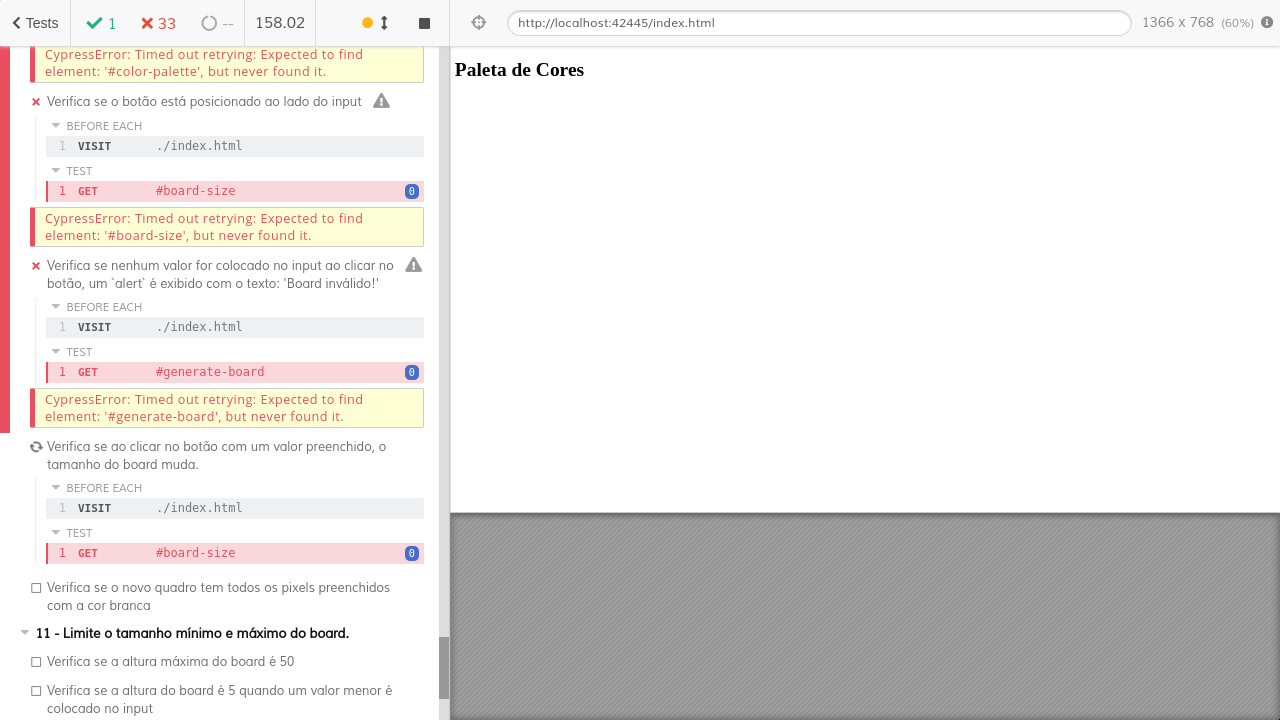 Tests
1
33
--
158.02
http://localhost:42445/index.html
1366 x 768 (60%)
CypressError: Timed out retrying: Expected to find
element: '#color-palette', but never found it.
Verifica se o botão está posicionado ao lado do input
BEFORE EACH
1 VISIT ./index.html
TEST
1 GET #board-size 0
CypressError: Timed out retrying: Expected to find
element: '#board-size', but never found it.
Verifica se nenhum valor for colocado no input ao clicar no
botão, um `alert` é exibido com o texto: 'Board inválido!'
BEFORE EACH
1 VISIT ./index.html
TEST
1 GET #generate-board 0
CypressError: Timed out retrying: Expected to find
element: '#generate-board', but never found it.
Verifica se ao clicar no botão com um valor preenchido, o
tamanho do board muda.
BEFORE EACH
1 VISIT ./index.html
TEST
1 GET #board-size 0
Verifica se o novo quadro tem todos os pixels preenchidos
com a cor branca
11 - Limite o tamanho mínimo e máximo do board.
Verifica se a altura máxima do board é 50
Verifica se a altura do board é 5 quando um valor menor é
colocado no input
Paleta de Cores